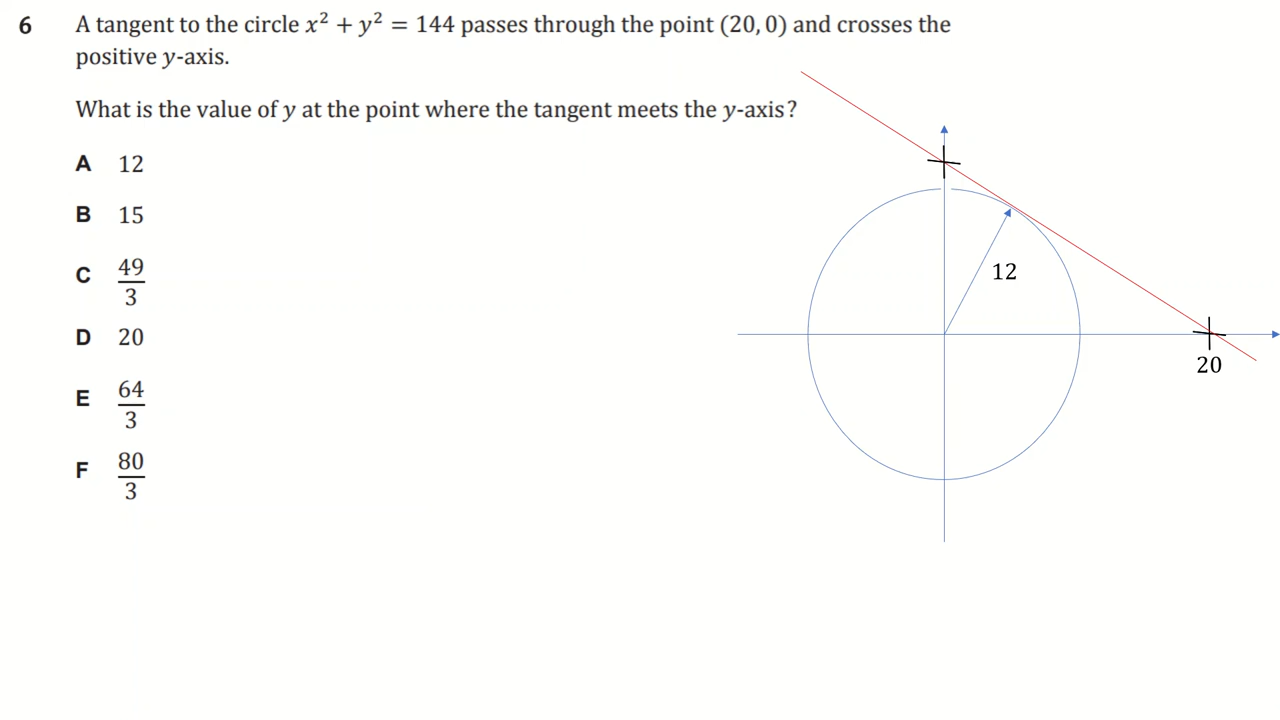 6 A tangent to the circle x² + y² = 144 passes through the point (20, 0) and crosses the
positive y-axis.
What is the value of y at the point where the tangent meets the y-axis?
A 12
B 15
C 49/3
D 20
E 64/3
F 80/3
12
20